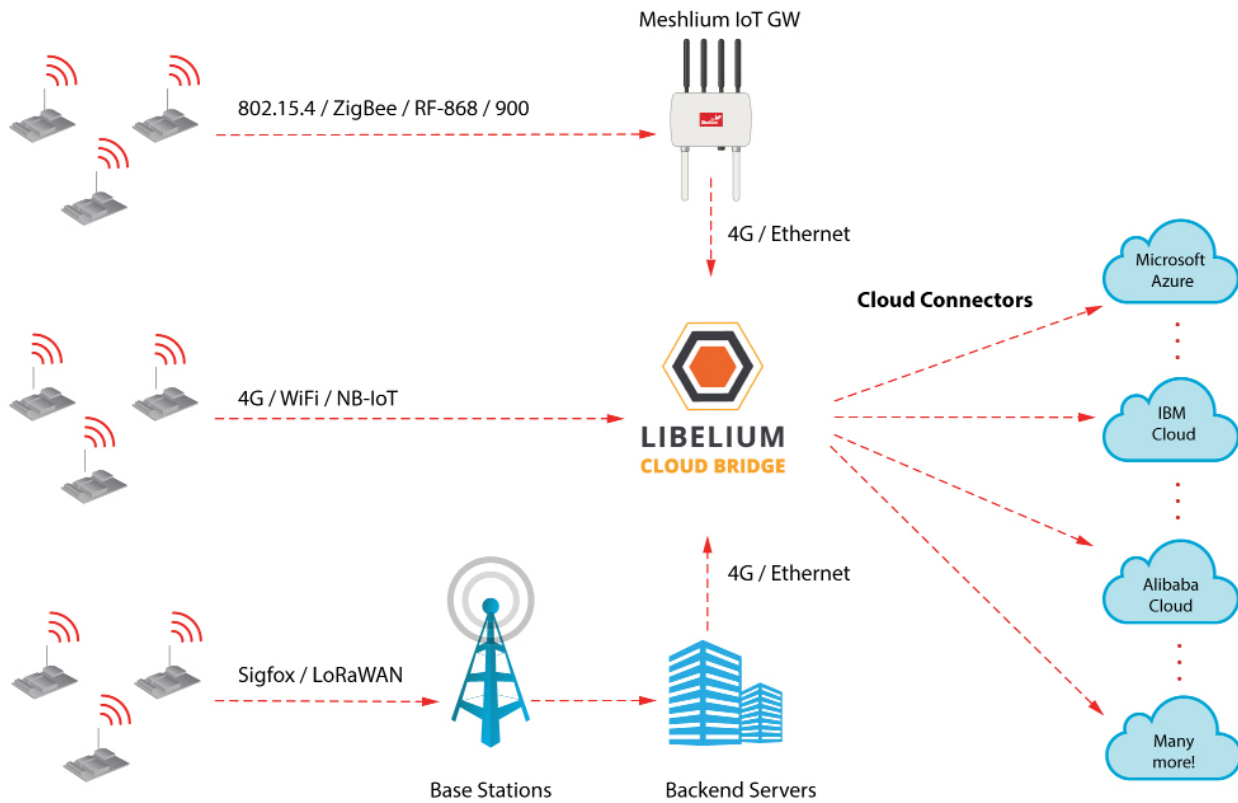 Meshlium IoT GW
802.15.4 / ZigBee / RF-868 / 900
4G / Ethernet
Microsoft
Azure
Cloud Connectors
4G / WiFi / NB-IoT
LIBELIUM
CLOUD BRIDGE
IBM
Cloud
4G / Ethernet
Alibaba
Cloud
Sigfox / LoRaWAN
Many
more!
Base Stations
Backend Servers